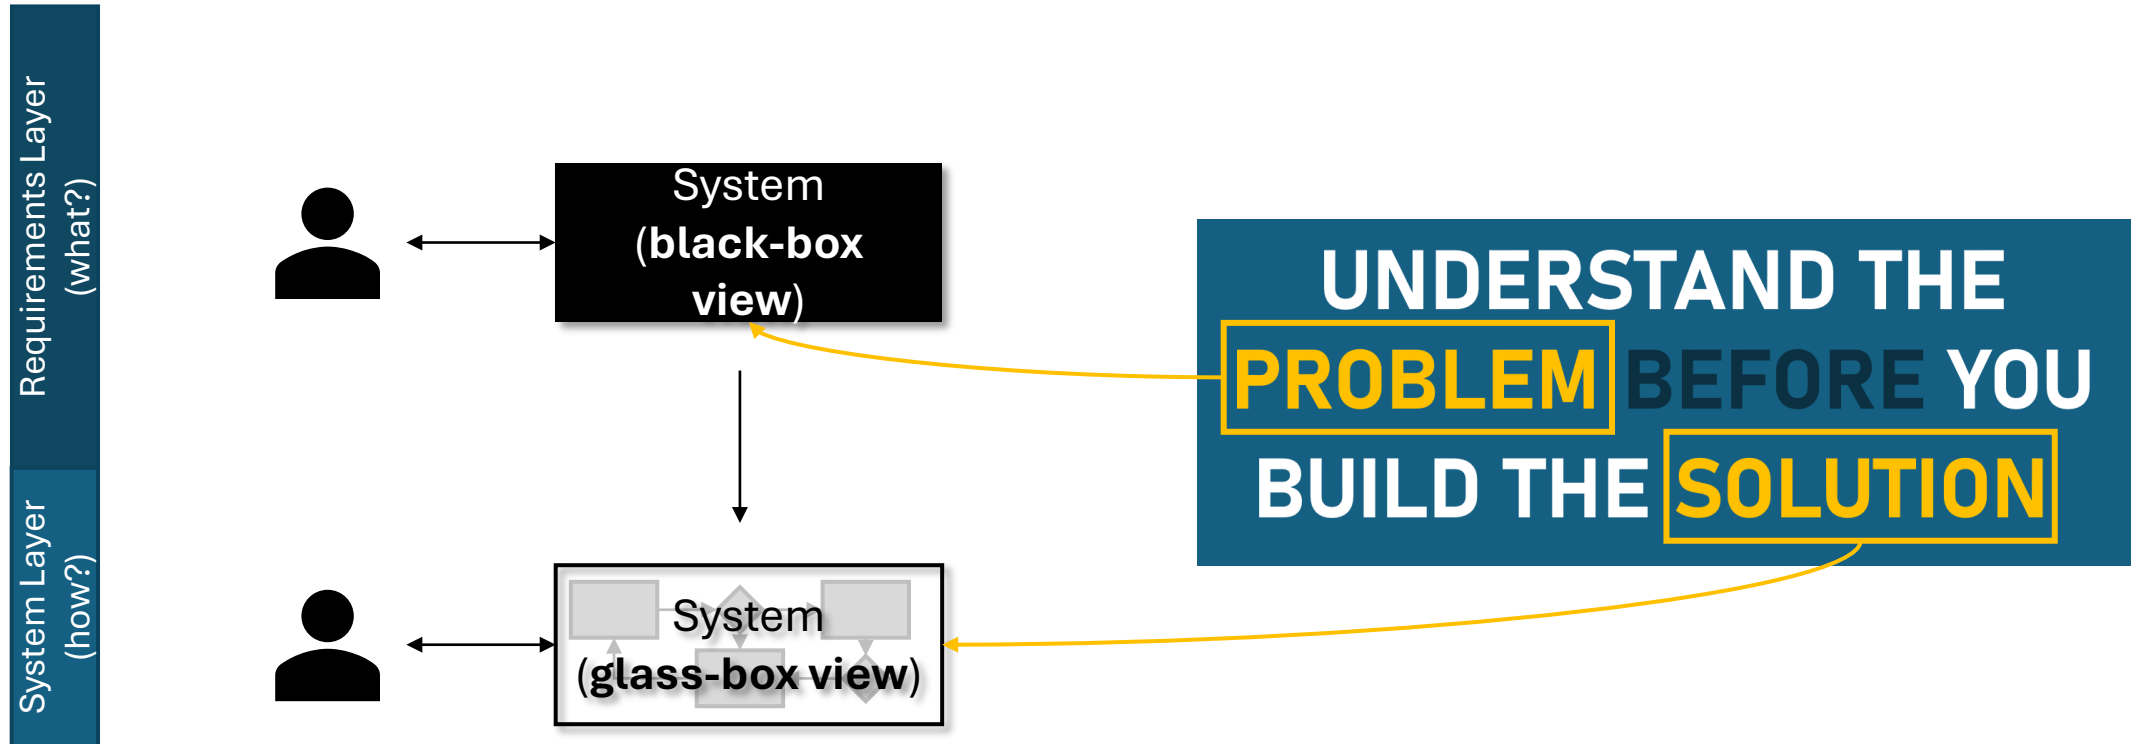 Requirements Layer
(what?)
System
(black-box
view)
UNDERSTAND THE
PROBLEM BEFORE YOU
BUILD THE SOLUTION
System Layer
(how?)
System
(glass-box view)